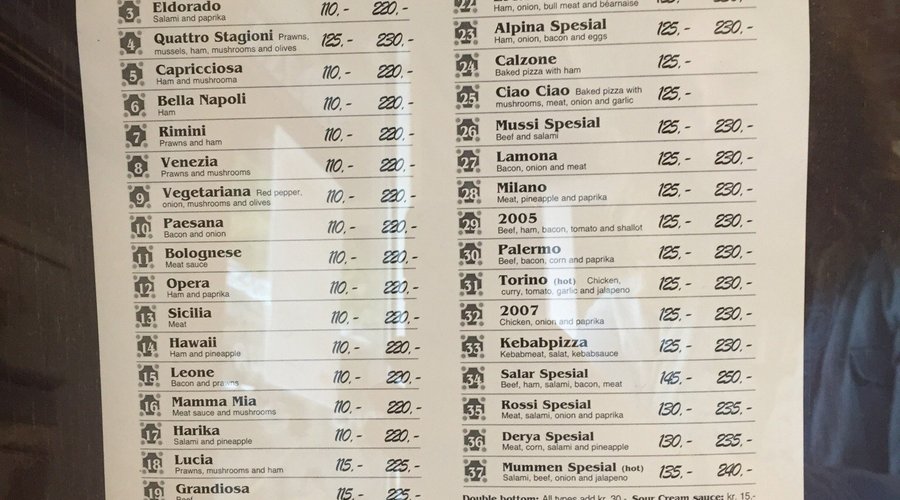 3 Eldorado 110,- 220,-
Salami and paprika
4 Quattro Stagioni Prawns, 125,- 230,-
mussels, ham, mushrooms and olives
5 Capricciosa 110,- 220,-
Ham and mushrooma
6 Bella Napoli 110,- 220,-
Ham
7 Rimini 110,- 220,-
Prawns and ham
8 Venezia 110,- 220,-
Prawns and mushrooms
9 Vegetariana Red pepper, 110,- 220,-
onion, mushrooms and olives
10 Paesana 110,- 220,-
Bacon and onion
11 Bolognese 110,- 220,-
Meat sauce
12 Opera 110,- 220,-
Ham and paprika
13 Sicilia 110,- 220,-
Meat
14 Hawaii 110,- 220,-
Ham and pineapple
15 Leone 110,- 220,-
Bacon and prawns
16 Mamma Mia 110,- 220,-
Meat sauce and mushrooms
17 Harika 110,- 220,-
Salami and pineapple
18 Lucia 115,- 225,-
Prawns, mushrooms and ham
19 Grandiosa 115,- 225,-
22
Ham, onion, bull meat and béarnaise
23 Alpina Spesial 125,- 230,-
Ham, onion, bacon and eggs
24 Calzone 125,-
Baked pizza with ham
25 Ciao Ciao Baked pizza with 125,-
mushrooms, meat, onion and garlic
26 Mussi Spesial 125,- 230,-
Beef and salami
27 Lamona 125,- 230,-
Bacon, onion and meat
28 Milano 125,- 230,-
Meat, pineapple and paprika
29 2005 125,- 230,-
Beef, ham, bacon, tomato and shallot
30 Palermo 125,- 230,-
Beef, bacon, corn and paprika
31 Torino (hot) Chicken, 125,- 230,-
curry, tomato, garlic and jalapeno
32 2007 125,- 230,-
Chicken, onion and paprika
33 Kebabpizza 125,- 230,-
Kebabmeat, salat, kebabsauce
34 Salar Spesial 145,- 250,-
Beef, ham, salami, bacon, meat
35 Rossi Spesial 130,- 235,-
Meat, salami, onion and paprika
36 Derya Spesial 130,- 235,-
Meat, corn, salami and pineapple
37 Mummen Spesial (hot) 135,- 240,-
Salami, beef, onion and jalapeno
Double bottom: All types add kr. 30,- Sour Cream sauce: kr. 15,-